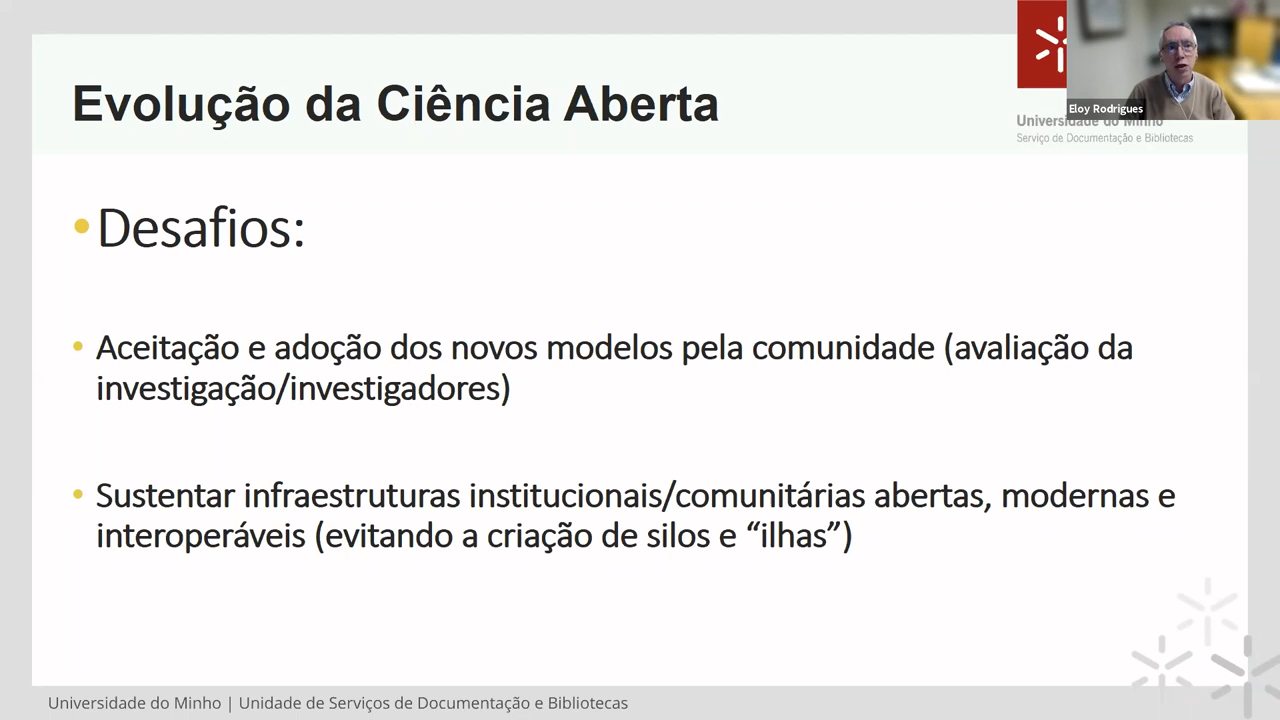 Evolução da Ciência Aberta
Eloy Rodrigues
Universidade do Minho
Serviço de Documentação e Bibliotecas
•Desafios:
• Aceitação e adoção dos novos modelos pela comunidade (avaliação da
investigação/investigadores)
• Sustentar infraestruturas institucionais/comunitárias abertas, modernas e
interoperáveis (evitando a criação de silos e “ilhas”)
Universidade do Minho | Unidade de Serviços de Documentação e Bibliotecas